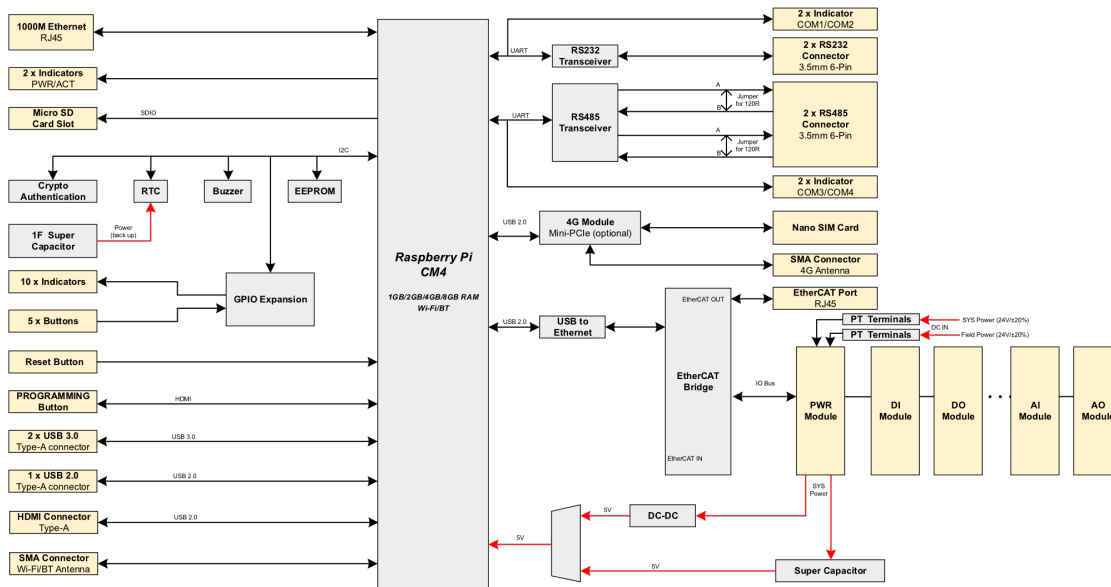 1000M Ethernet
RJ45
2 x Indicators
PWR/ACT
Micro SD
Card Slot
SDIO
I2C
Crypto
Authentication
RTC
Buzzer
EEPROM
1F Super
Capacitor
Power
(back up)
10 x Indicators
5 x Buttons
GPIO Expansion
Reset Button
PROGRAMMING
Button
HDMI
2 x USB 3.0
Type-A connector
USB 3.0
1 x USB 2.0
Type-A connector
USB 2.0
HDMI Connector
Type-A
USB 2.0
SMA Connector
Wi-Fi/BT Antenna
Raspberry Pi
CM4
1GB/2GB/4GB/8GB RAM
Wi-Fi/BT
UART
RS232
Transceiver
2 x Indicator
COM1/COM2
2 x RS232
Connector
3.5mm 6-Pin
UART
RS485
Transceiver
A
Jumper
for 120R
B
A
Jumper
for 120R
B
2 x RS485
Connector
3.5mm 6-Pin
2 x Indicator
COM3/COM4
USB 2.0
4G Module
Mini-PCIe (optional)
Nano SIM Card
SMA Connector
4G Antenna
USB 2.0
USB to
Ethernet
EtherCAT OUT
EtherCAT
Bridge
EtherCAT IN
EtherCAT Port
RJ45
PT Terminals
SYS Power (24V/±20%)
DC IN
PT Terminals
Field Power (24V/±20%)
IO Bus
PWR
Module
DI
Module
DO
Module
AI
Module
AO
Module
SYS
Power
5V
5V
DC-DC
5V
Super Capacitor